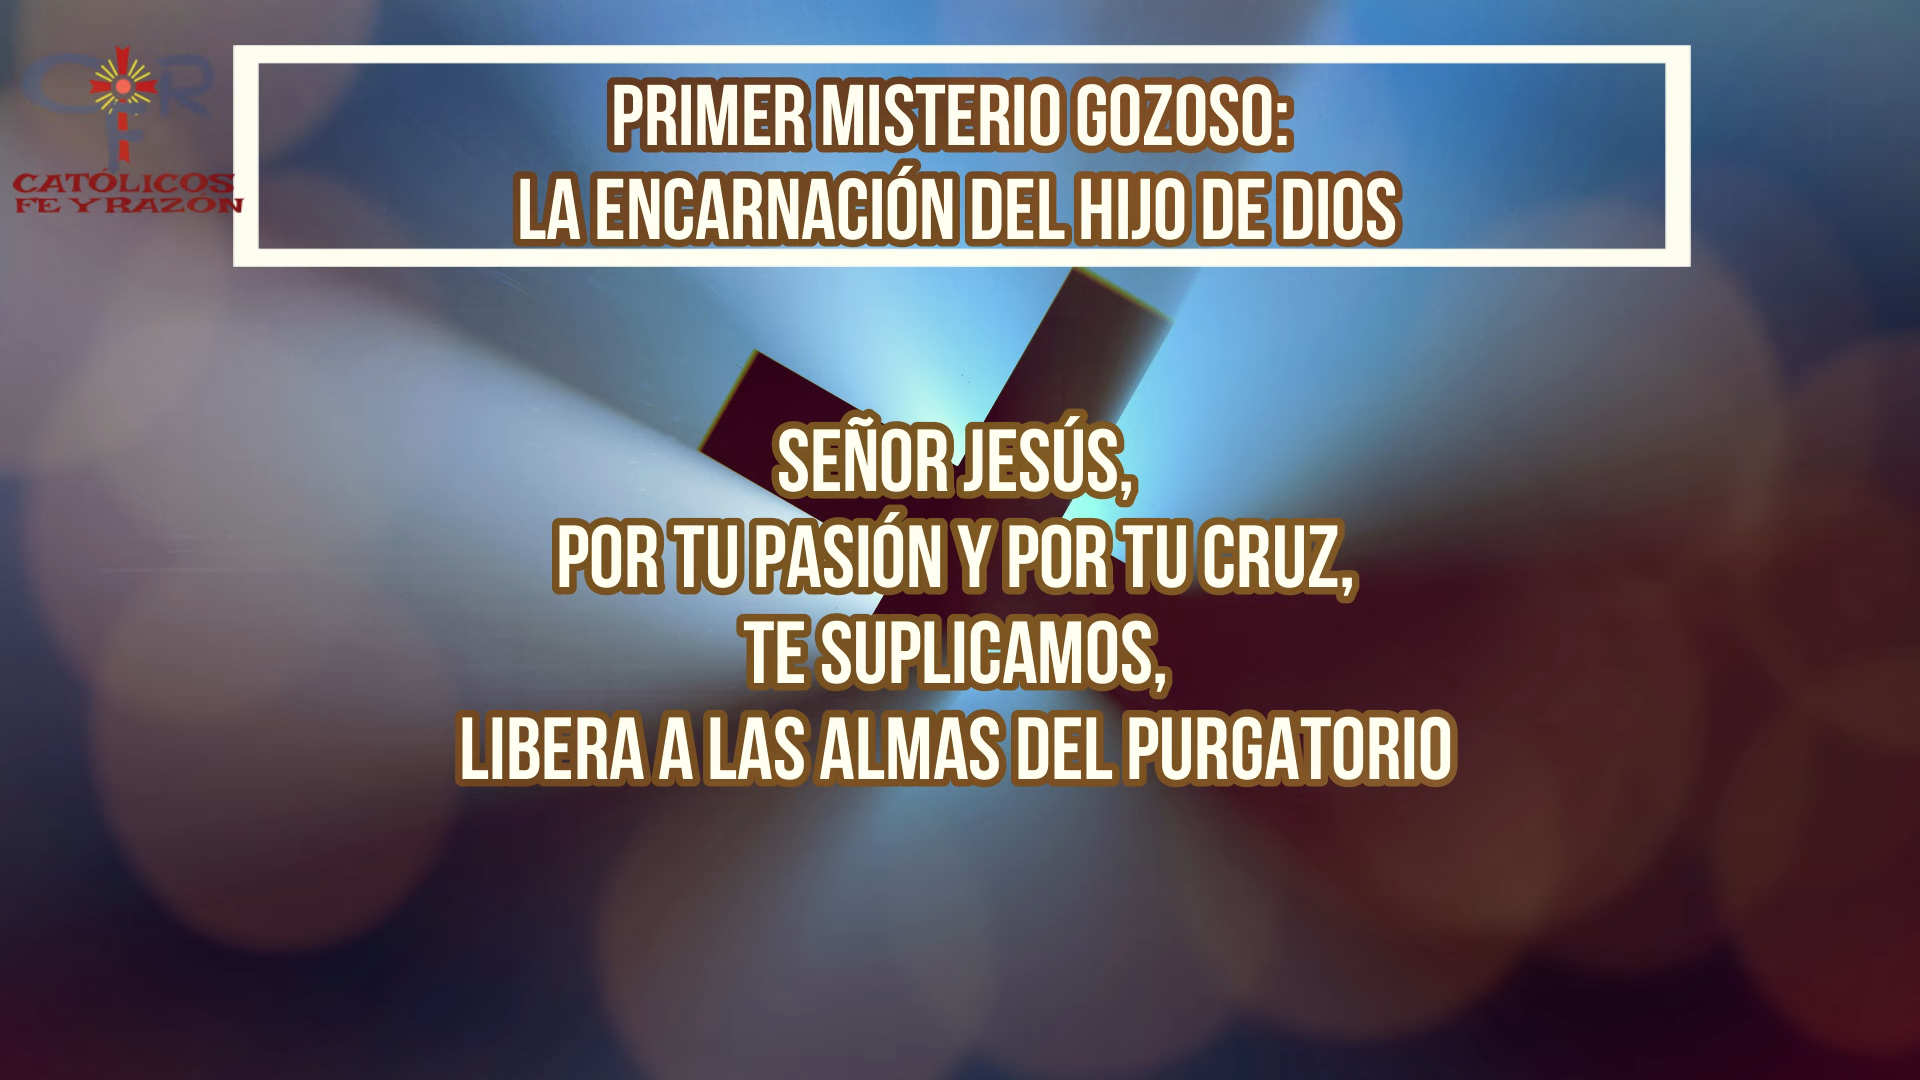 CFR
CATÓLICOS
FE Y RAZÓN
PRIMER MISTERIO GOZOSO:
LA ENCARNACIÓN DEL HIJO DE DIOS
SEÑOR JESÚS,
POR TU PASIÓN Y POR TU CRUZ,
TE SUPLICAMOS,
LIBERA A LAS ALMAS DEL PURGATORIO